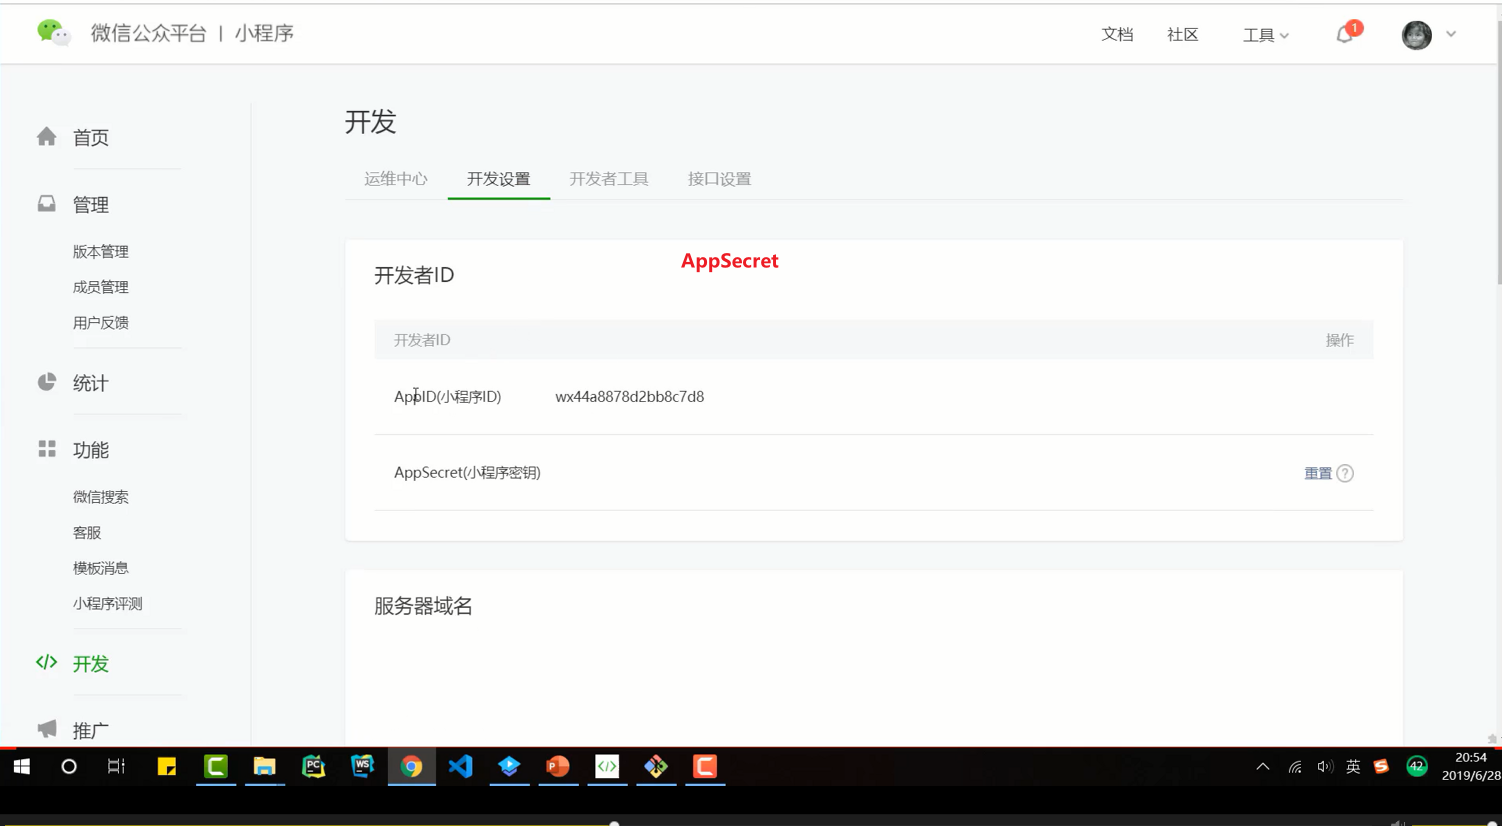 微信公众平台 | 小程序
文档 社区 工具 1
首页
管理
版本管理
成员管理
用户反馈
统计
功能
微信搜索
客服
模板消息
小程序评测
开发
推广
开发
运维中心 开发设置 开发者工具 接口设置
AppSecret
开发者ID
开发者ID 操作
AppID(小程序ID) wx44a8878d2bb8c7d8
AppSecret(小程序密钥) 重置 ?
服务器域名
PC WS P 英 S 42
20:54
2019/6/28